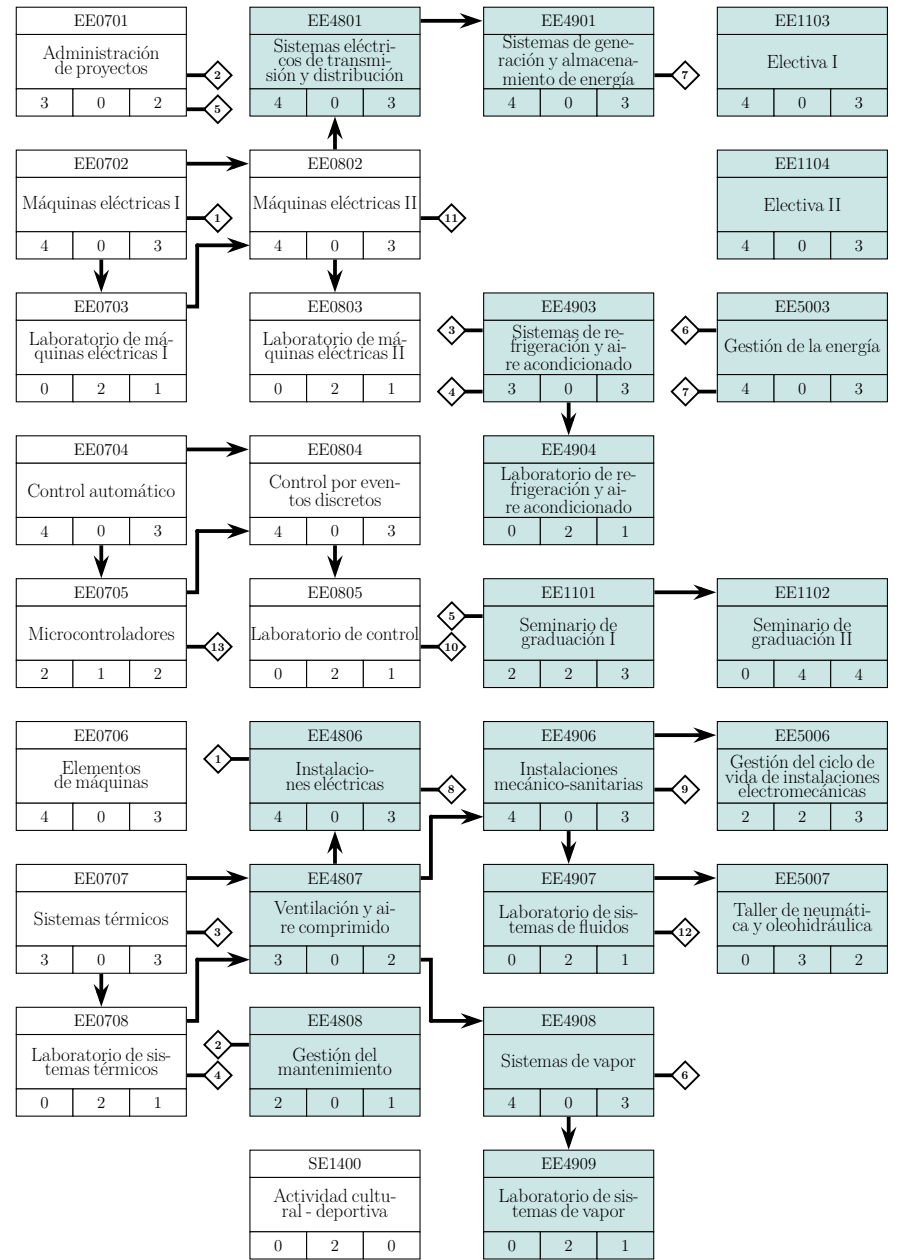 EE0701
Administración
de proyectos
3 0 2
2
5
EE4801
Sistemas eléctri-
cos de transmi-
sión y distribución
4 0 3
EE4901
Sistemas de gene-
ración y almacena-
miento de energía
4 0 3
7
EE1103
Electiva I
4 0 3
EE0702
Máquinas eléctricas I
4 0 3
1
EE0802
Máquinas eléctricas II
4 0 3
11
EE1104
Electiva II
4 0 3
EE0703
Laboratorio de má-
quinas eléctricas I
0 2 1
EE0803
Laboratorio de má-
quinas eléctricas II
0 2 1
3
4
EE4903
Sistemas de re-
frigeración y ai-
re acondicionado
3 0 3
6
7
EE5003
Gestión de la energía
4 0 3
EE0704
Control automático
4 0 3
EE0804
Control por even-
tos discretos
4 0 3
EE4904
Laboratorio de re-
frigeración y ai-
re acondicionado
0 2 1
EE0705
Microcontroladores
2 1 2
13
EE0805
Laboratorio de control
0 2 1
5
10
EE1101
Seminario de
graduación I
2 2 3
EE1102
Seminario de
graduación II
0 4 4
EE0706
Elementos
de máquinas
4 0 3
1
EE4806
Instalacio-
nes eléctricas
4 0 3
8
EE4906
Instalaciones
mecánico-sanitarias
4 0 3
9
EE5006
Gestión del ciclo de
vida de instalaciones
electromecánicas
2 2 3
EE0707
Sistemas térmicos
3 0 3
3
EE4807
Ventilación y ai-
re comprimido
3 0 2
EE4907
Laboratorio de sis-
temas de fluidos
0 2 1
12
EE5007
Taller de neumáti-
ca y oleohidráulica
0 3 2
EE0708
Laboratorio de sis-
temas térmicos
0 2 1
2
4
EE4808
Gestión del
mantenimiento
2 0 1
EE4908
Sistemas de vapor
4 0 3
6
SE1400
Actividad cultu-
ral - deportiva
0 2 0
EE4909
Laboratorio de sis-
temas de vapor
0 2 1